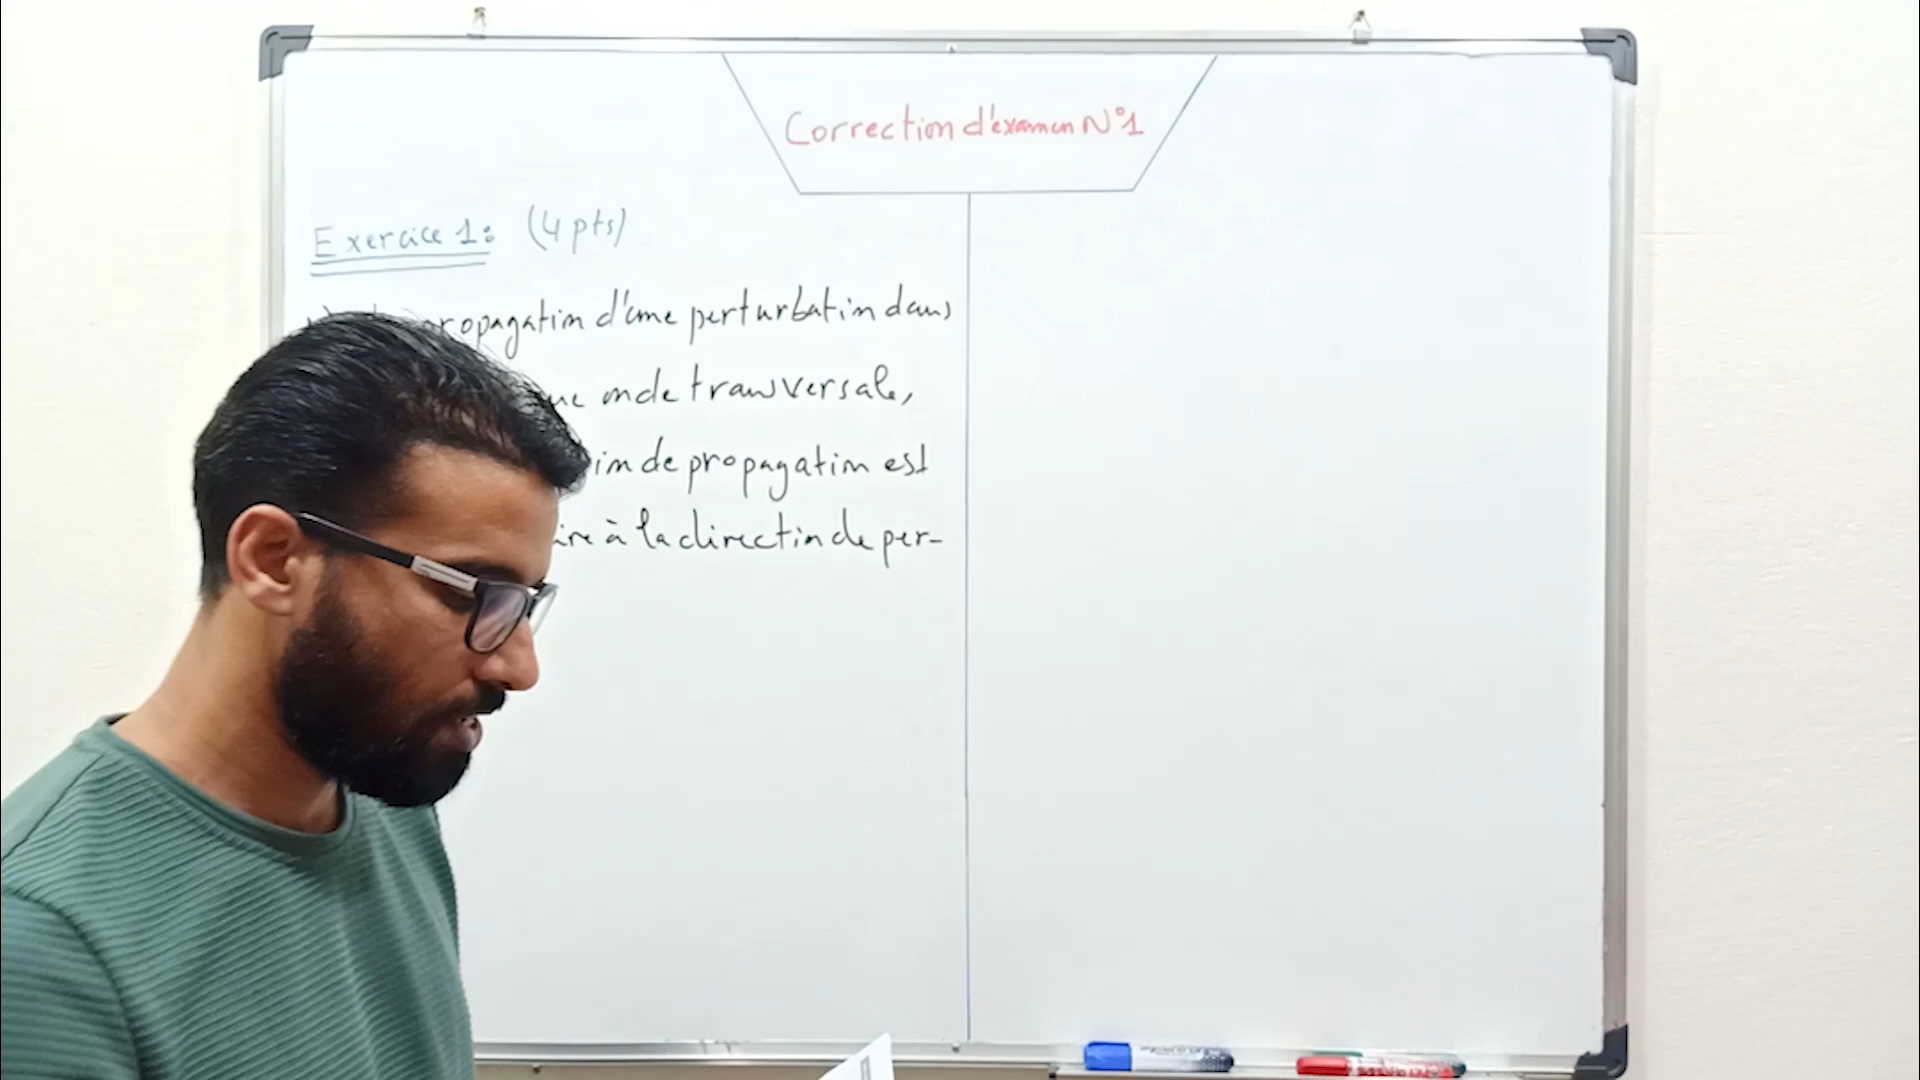 Correction d'examen N°1
Exercice 1: (4 pts)
propagation d'une perturbation dans
onde transversale,
de propagation est
à la direction de per-